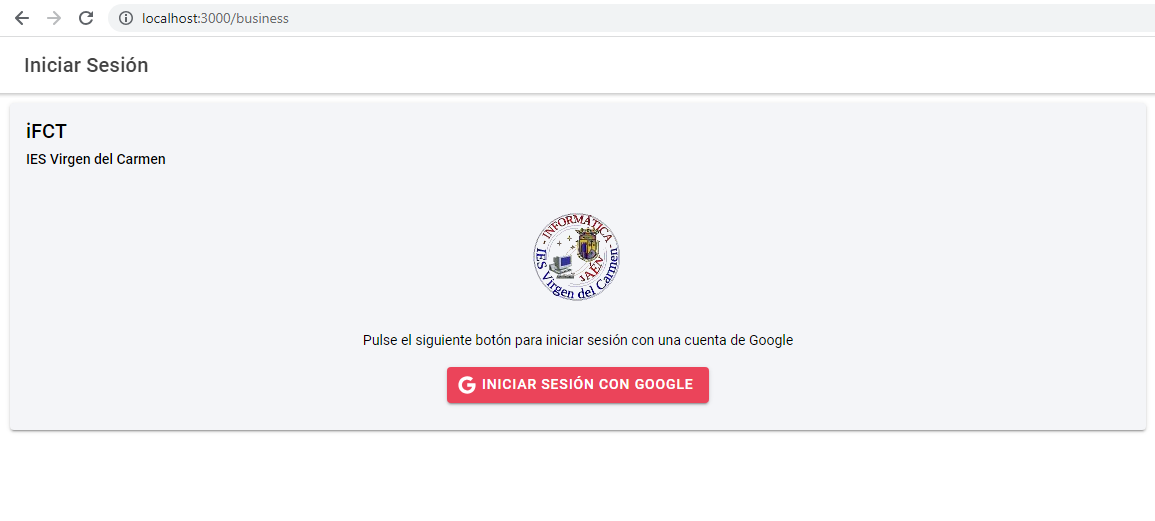 localhost:3000/business
Iniciar Sesión
iFCT
IES Virgen del Carmen
- INFORMÁTICA -
JAÉN
IES Virgen del Carmen
Pulse el siguiente botón para iniciar sesión con una cuenta de Google
G INICIAR SESIÓN CON GOOGLE